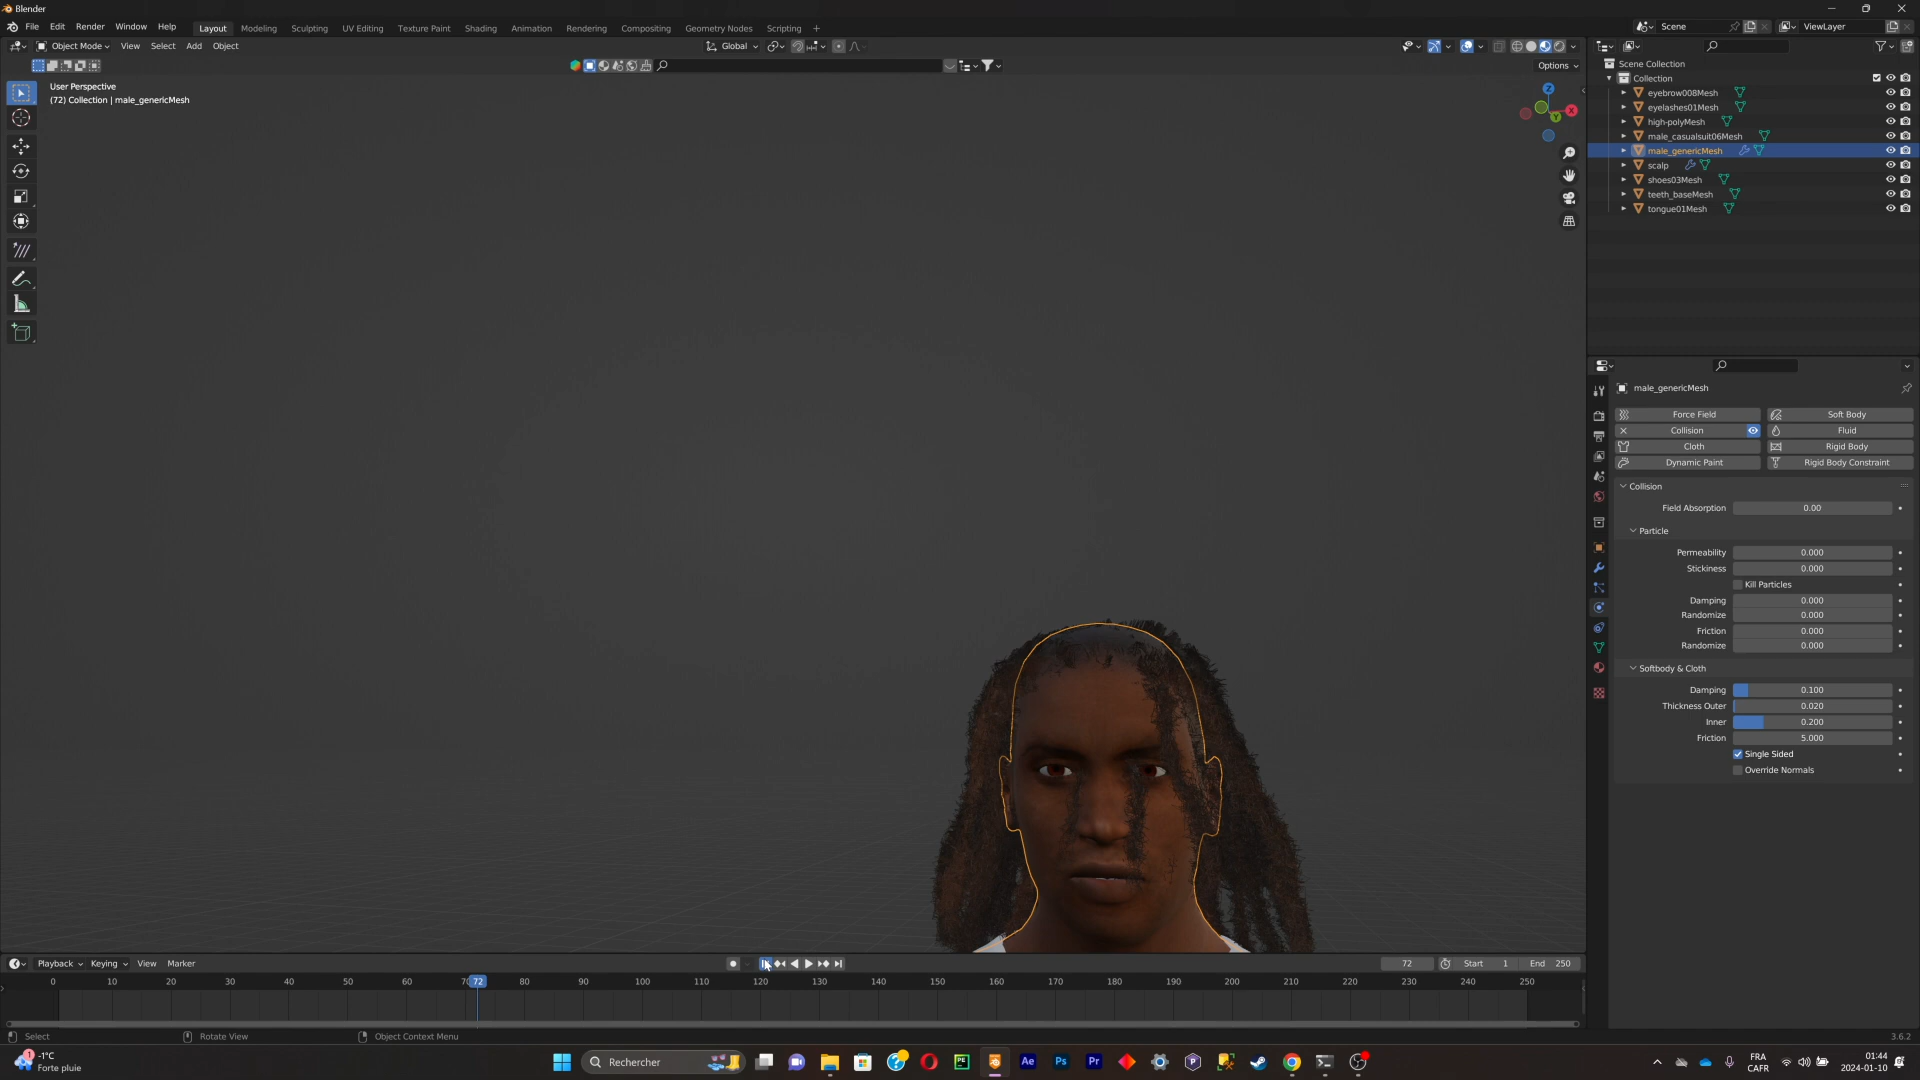 Blender
File Edit Render Window Help Layout Modeling Sculpting UV Editing Texture Paint Shading Animation Rendering Compositing Geometry Nodes Scripting + Scene ViewLayer
Object Mode View Select Add Object Global
Options
User Perspective
(72) Collection | male_genericMesh
Z
X
Y
Scene Collection
Collection
eyebrow008Mesh
eyelashes01Mesh
high-polyMesh
male_casualsuit06Mesh
male_genericMesh
scalp
shoes03Mesh
teeth_baseMesh
tongue01Mesh
male_genericMesh
Force Field Soft Body
Collision Fluid
Cloth Rigid Body
Dynamic Paint Rigid Body Constraint
Collision
Field Absorption 0.00
Particle
Permeability 0.000
Stickiness 0.000
Kill Particles
Damping 0.000
Randomize 0.000
Friction 0.000
Randomize 0.000
Softbody & Cloth
Damping 0.100
Thickness Outer 0.020
Inner 0.200
Friction 5.000
Single Sided
Override Normals
Playback Keying View Marker 72 Start 1 End 250
0 10 20 30 40 50 60 70 72 80 90 100 110 120 130 140 150 160 170 180 190 200 210 220 230 240 250
Select Rotate View Object Context Menu 3.6.2
1 -1°C
Forte pluie
Rechercher
PE Ae Ps Pr P
FRA
CAFR
01:44
2024-01-10